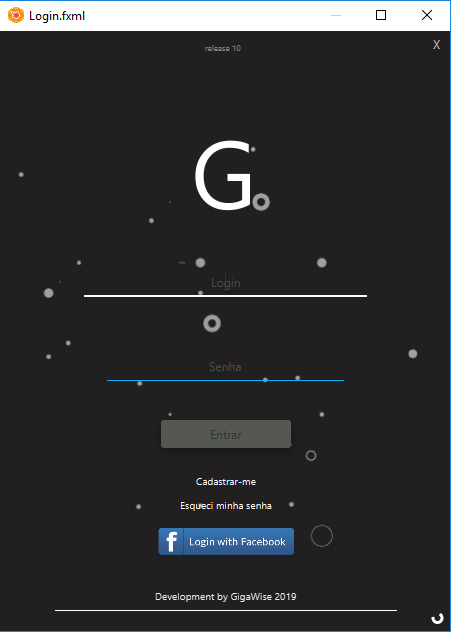 Login.fxml
release 10
X
G
Login
Senha
Entrar
Cadastrar-me
Esqueci minha senha
f Login with Facebook
Development by GigaWise 2019